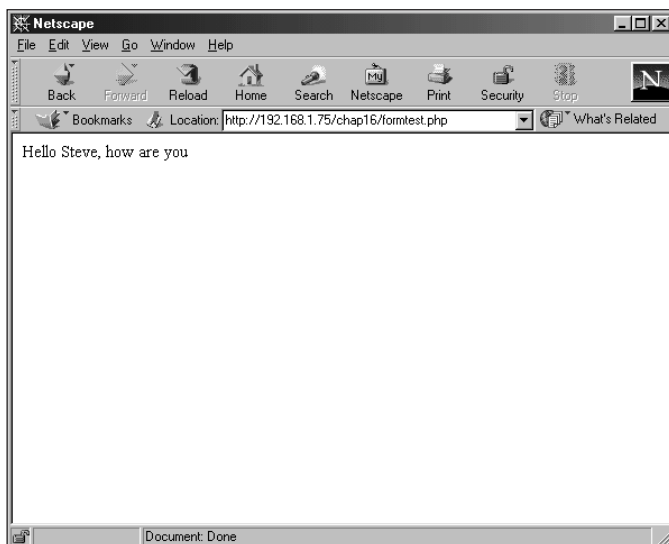 Netscape
File Edit View Go Window Help
My N
Back Forward Reload Home Search Netscape Print Security Stop
Bookmarks Location: http://192.168.1.75/chap16/formtest.php What's Related
Hello Steve, how are you
Document: Done